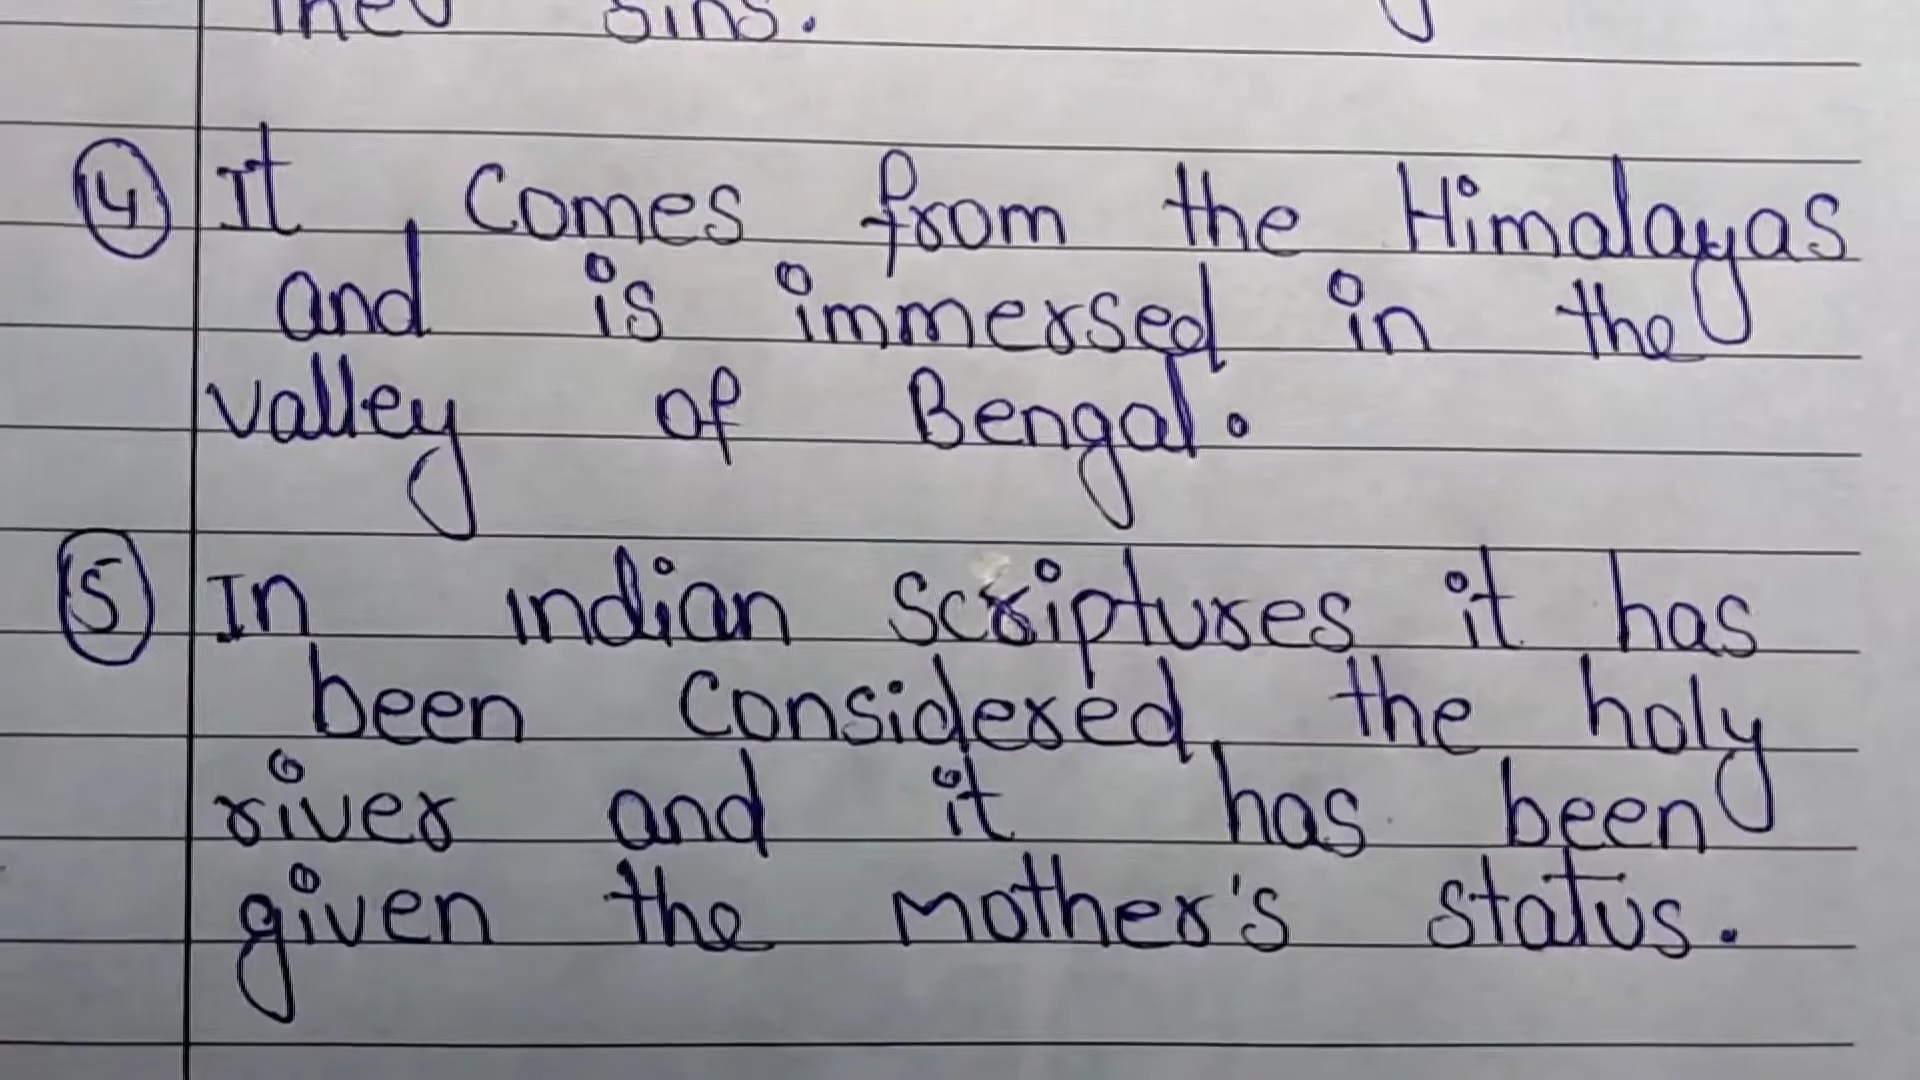 sins.
④ It comes from the Himalayas
and is immersed in the
valley of Bengal.
⑤ In indian Scriptures it has
been considered the holy
river and it has been
given the mother's status.